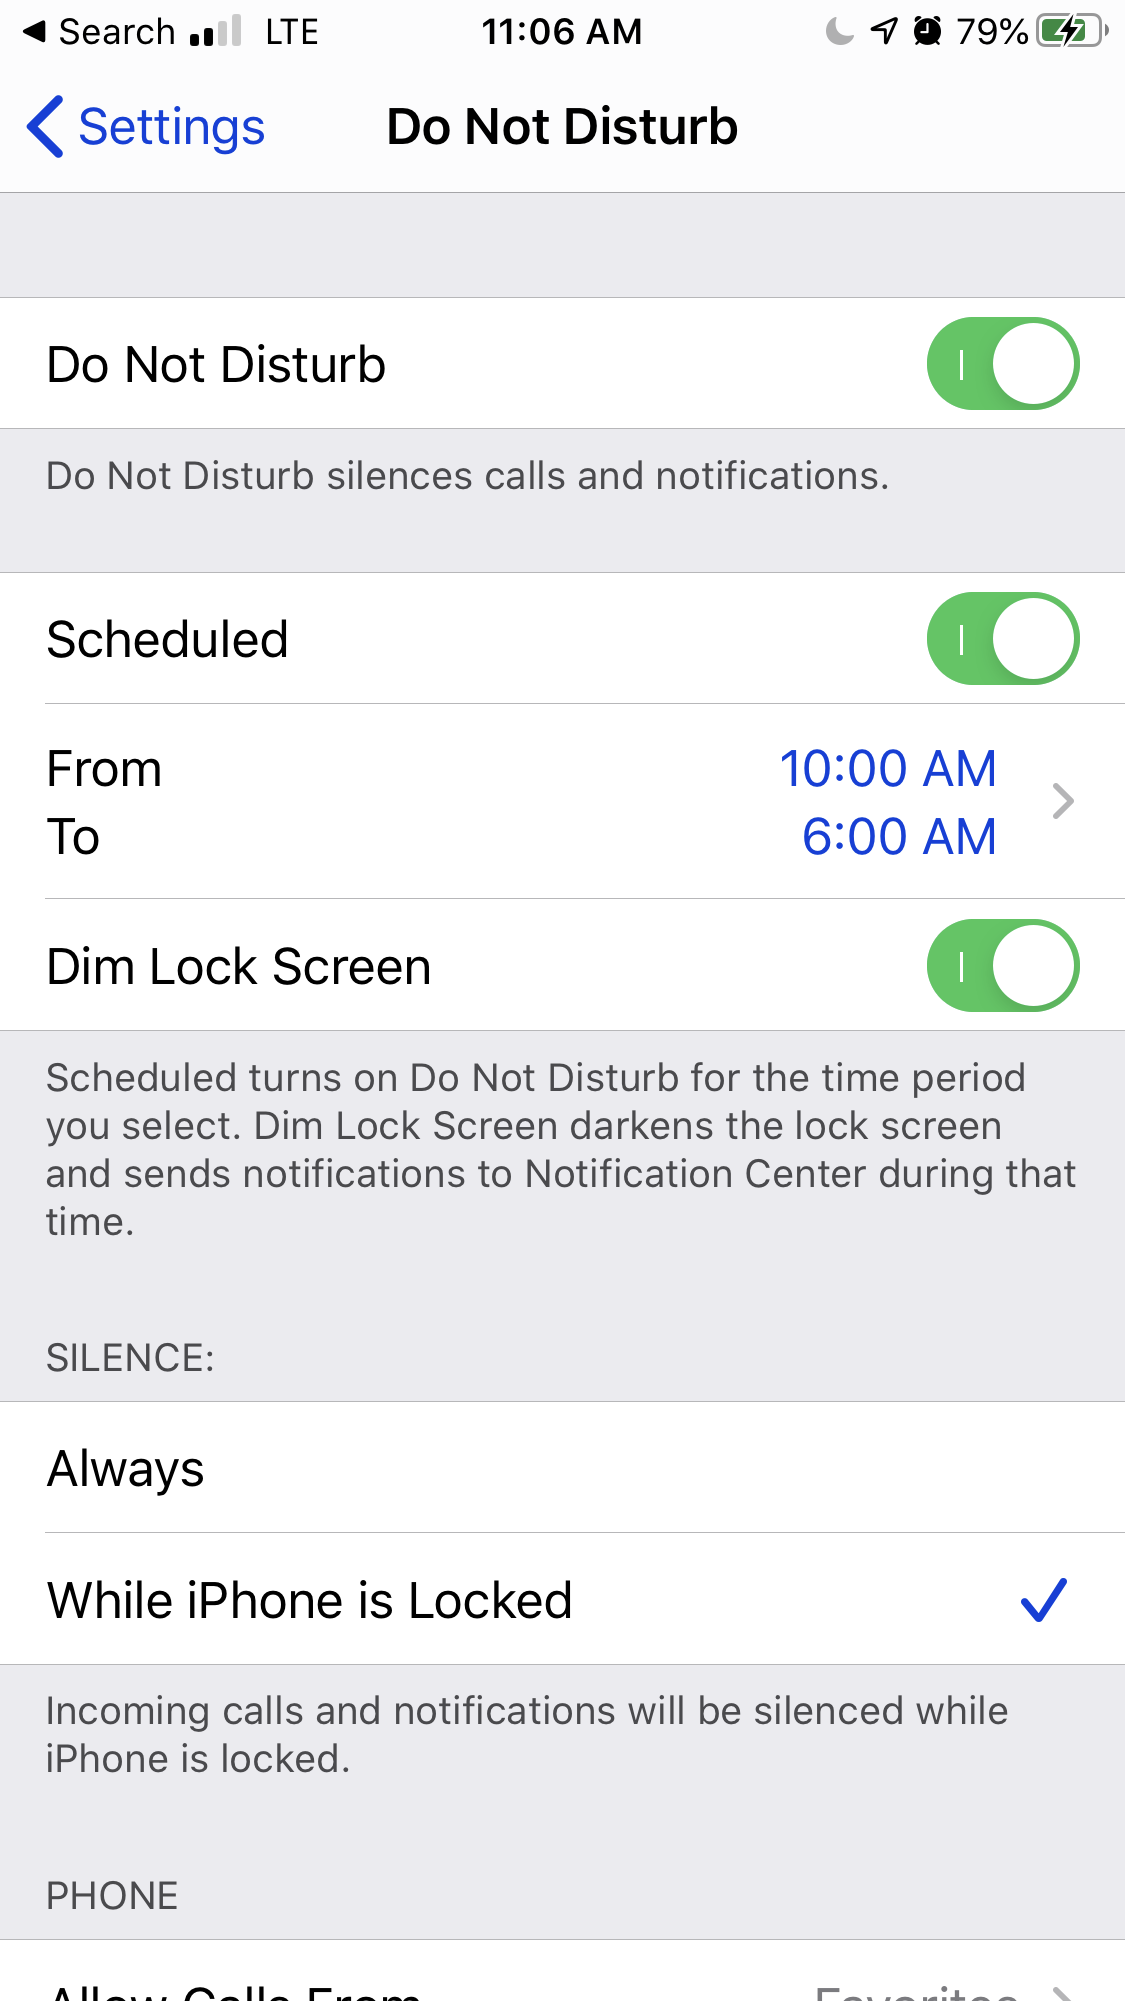 Search LTE 11:06 AM 79%
Settings Do Not Disturb
Do Not Disturb
Do Not Disturb silences calls and notifications.
Scheduled
From 10:00 AM
To 6:00 AM
Dim Lock Screen
Scheduled turns on Do Not Disturb for the time period
you select. Dim Lock Screen darkens the lock screen
and sends notifications to Notification Center during that
time.
SILENCE:
Always
While iPhone is Locked
Incoming calls and notifications will be silenced while
iPhone is locked.
PHONE
Allow Calls From Favorites